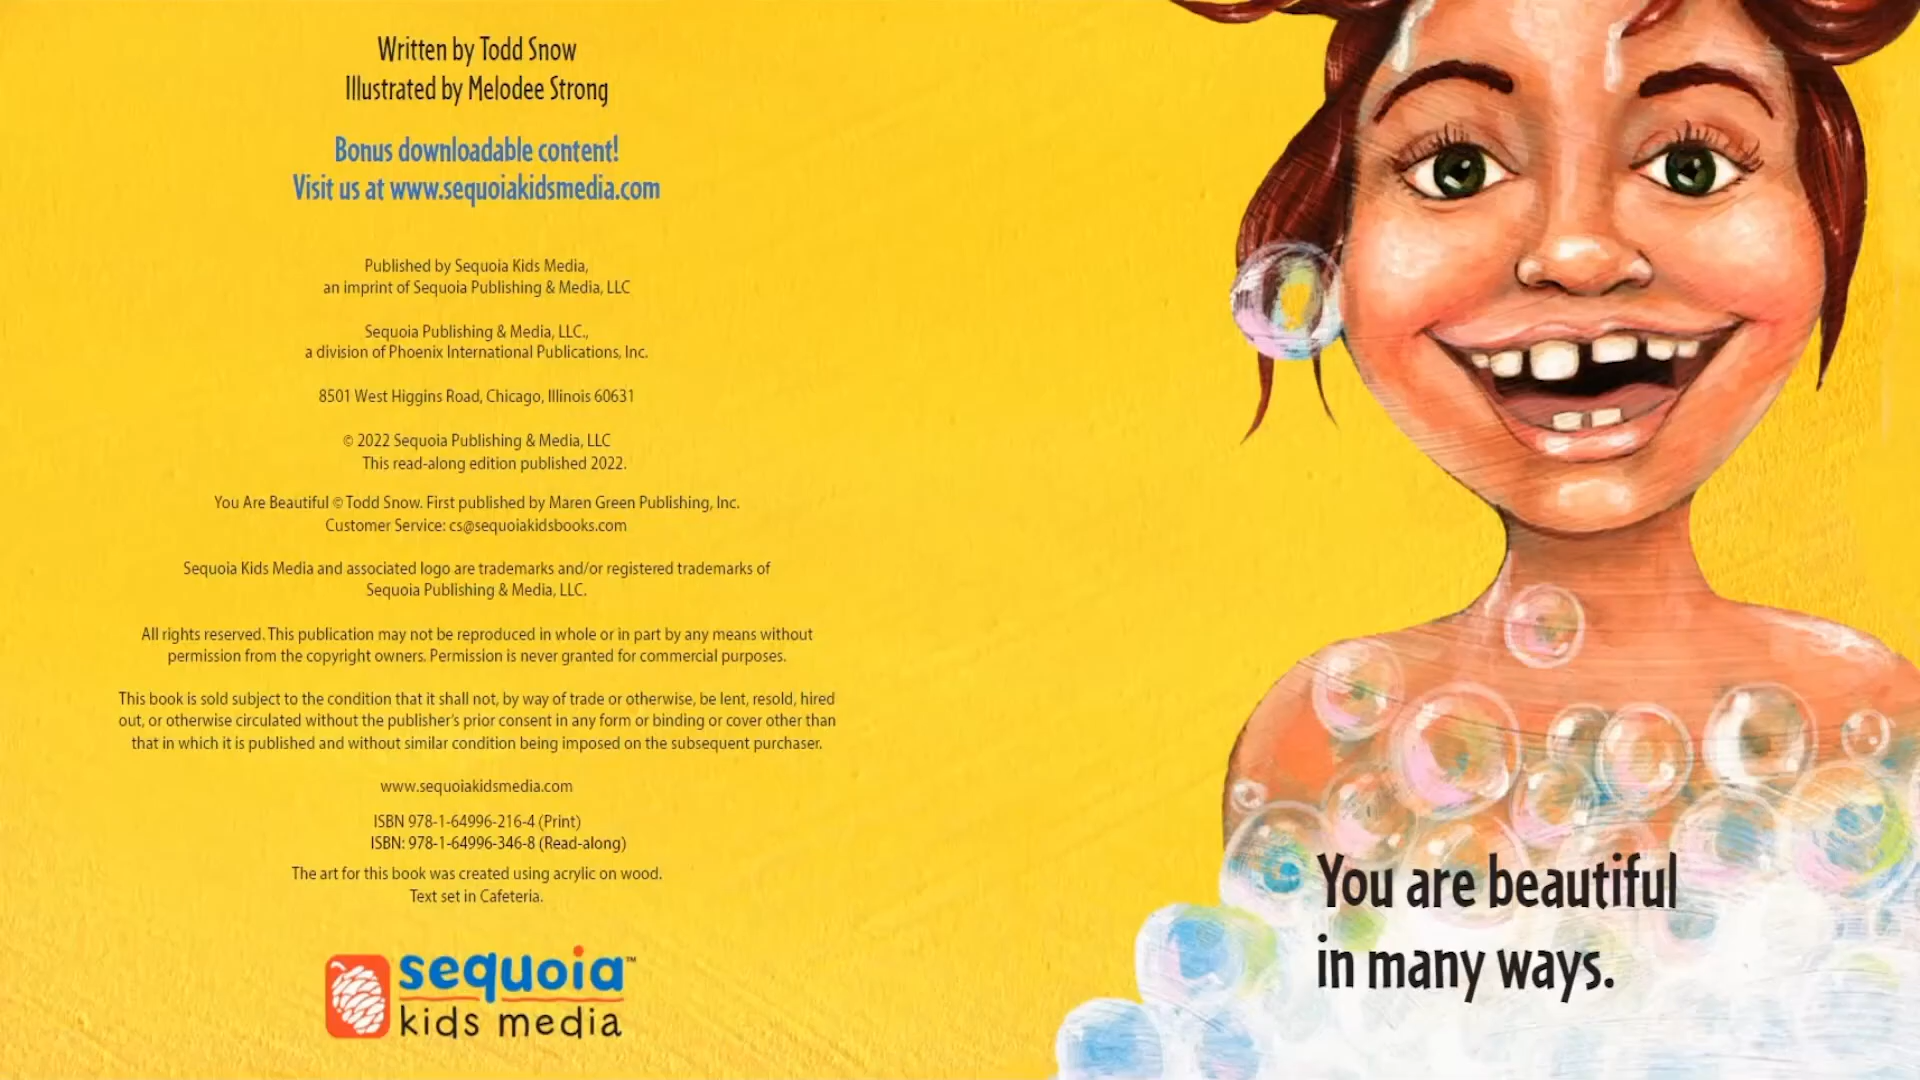 Written by Todd Snow
Illustrated by Melodee Strong
Bonus downloadable content!
Visit us at www.sequoiakidsmedia.com
Published by Sequoia Kids Media,
an imprint of Sequoia Publishing & Media, LLC
Sequoia Publishing & Media, LLC.,
a division of Phoenix International Publications, Inc.
8501 West Higgins Road, Chicago, Illinois 60631
© 2022 Sequoia Publishing & Media, LLC
This read-along edition published 2022.
You Are Beautiful © Todd Snow. First published by Maren Green Publishing, Inc.
Customer Service: cs@sequoiakidsbooks.com
Sequoia Kids Media and associated logo are trademarks and/or registered trademarks of
Sequoia Publishing & Media, LLC.
All rights reserved. This publication may not be reproduced in whole or in part by any means without
permission from the copyright owners. Permission is never granted for commercial purposes.
This book is sold subject to the condition that it shall not, by way of trade or otherwise, be lent, resold, hired
out, or otherwise circulated without the publisher's prior consent in any form or binding or cover other than
that in which it is published and without similar condition being imposed on the subsequent purchaser.
www.sequoiakidsmedia.com
ISBN 978-1-64996-216-4 (Print)
ISBN: 978-1-64996-346-8 (Read-along)
The art for this book was created using acrylic on wood.
Text set in Cafeteria.
sequoia™
kids media
You are beautiful
in many ways.